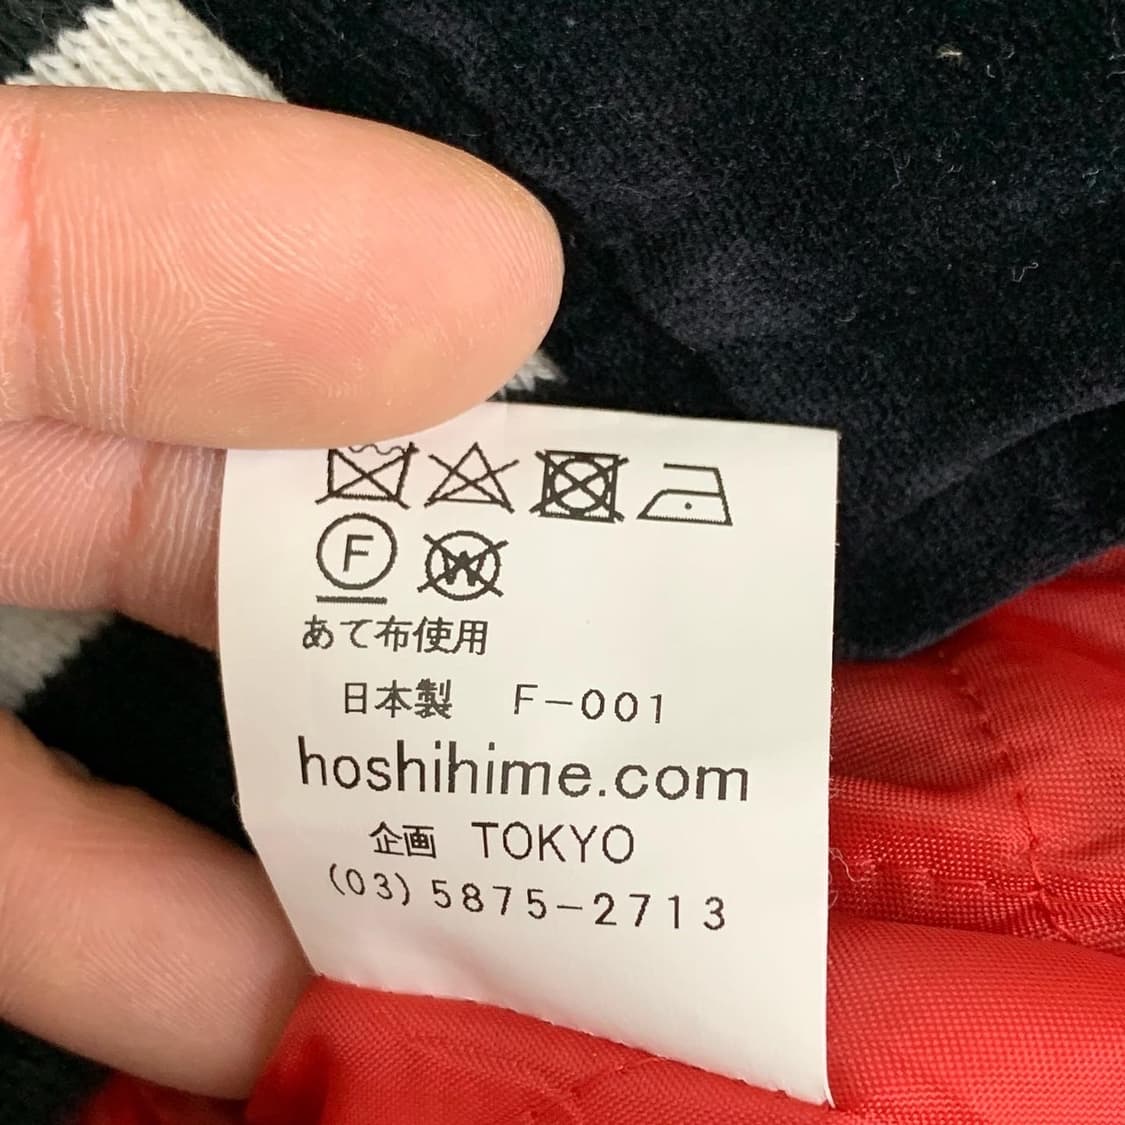 F
W
あて布使用
日本製 F-001
hoshihime.com
企画 TOKYO
(03) 5875-2713